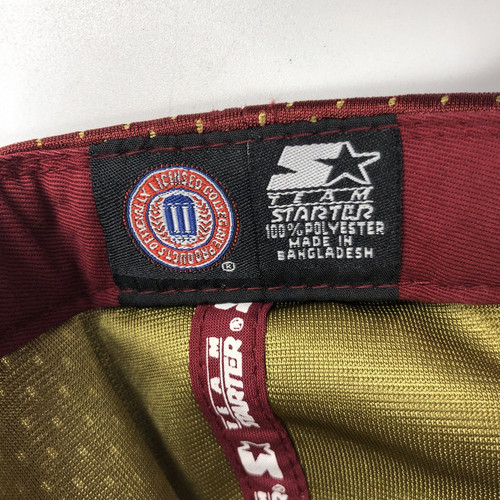 OFFICIALLY LICENSED COLLEGIATE PRODUCTS
®
TEAM
STARTER
100% POLYESTER
MADE IN
BANGLADESH
TEAM
STARTER
®